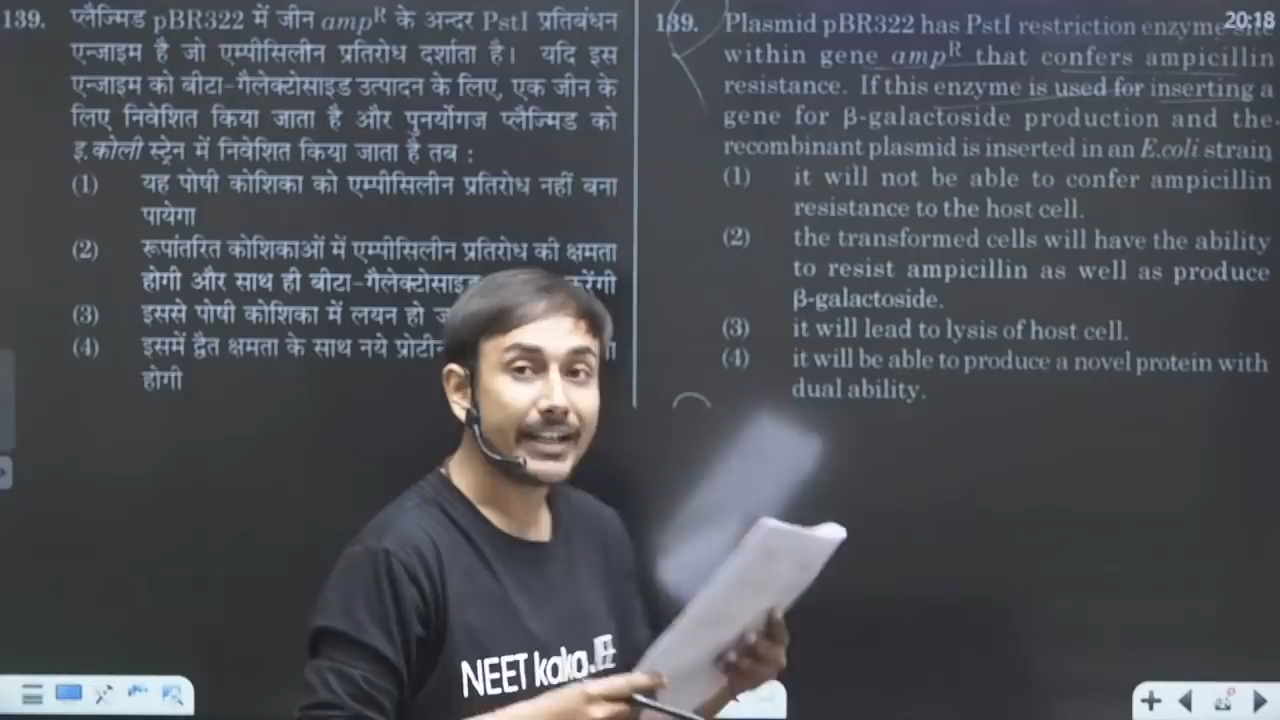 139. प्लैज्मिड pBR322 में जीन ampᴿ के अन्दर PstI प्रतिबंधन
एन्जाइम है जो एम्पीसिलीन प्रतिरोध दर्शाता है। यदि इस
एन्जाइम को बीटा-गैलेक्टोसाइड उत्पादन के लिए, एक जीन के
लिए निवेशित किया जाता है और पुनर्योगज प्लैज्मिड को
इ.कोली स्ट्रेन में निवेशित किया जाता है तब :
(1) यह पोषी कोशिका को एम्पीसिलीन प्रतिरोध नहीं बना
पायेगा
(2) रूपांतरित कोशिकाओं में एम्पीसिलीन प्रतिरोध की क्षमता
होगी और साथ ही बीटा-गैलेक्टोसाइड
(3) इससे पोषी कोशिका में लयन हो
(4) इसमें द्वैत क्षमता के साथ नये
होगी
20:18
139. Plasmid pBR322 has PstI restriction enzyme site
within gene ampᴿ that confers ampicillin
resistance. If this enzyme is used for inserting a
gene for β-galactoside production and the
recombinant plasmid is inserted in an E.coli strain
(1) it will not be able to confer ampicillin
resistance to the host cell.
(2) the transformed cells will have the ability
to resist ampicillin as well as produce
β-galactoside.
(3) it will lead to lysis of host cell.
(4) it will be able to produce a novel protein with
dual ability.
NEET kaka